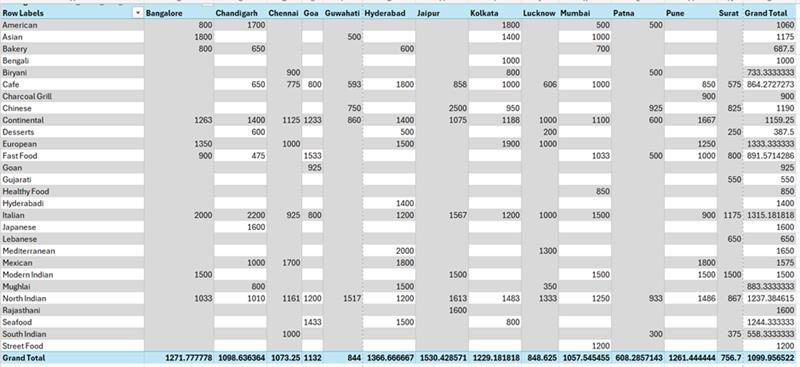 Row Labels Bangalore Chandigarh Chennai Goa Guwahati Hyderabad Jaipur Kolkata Lucknow Mumbai Patna Pune Surat Grand Total
American 800 1700 1800 500 500 1060
Asian 1800 500 1400 1000 1175
Bakery 800 650 600 700 687.5
Bengali 1000 1000
Biryani 900 800 500 733.3333333
Cafe 650 775 800 593 1800 858 1000 606 1000 850 575 864.2727273
Charcoal Grill 900 900
Chinese 750 2500 950 925 825 1190
Continental 1263 1400 1125 1233 860 1400 1075 1188 1000 1100 600 1667 1159.25
Desserts 600 500 200 250 387.5
European 1350 1000 1500 1900 1000 1250 1333.333333
Fast Food 900 475 1533 1033 500 1000 800 891.5714286
Goan 925 925
Gujarati 550 550
Healthy Food 850 850
Hyderabadi 1400 1400
Italian 2000 2200 925 800 1200 1567 1200 1000 1500 900 1175 1315.181818
Japanese 1600 1600
Lebanese 650 650
Mediterranean 2000 1300 1650
Mexican 1000 1700 1800 1800 1575
Modern Indian 1500 1500 1500 1500 1500 1500
Mughlai 800 1500 350 883.3333333
North Indian 1033 1010 1161 1200 1517 1200 1613 1483 1333 1250 933 1486 867 1237.384615
Rajasthani 1600 1600
Seafood 1433 1500 800 1244.333333
South Indian 1000 300 375 558.3333333
Street Food 1200 1200
Grand Total 1271.777778 1098.636364 1073.25 1132 844 1366.666667 1530.428571 1229.181818 848.625 1057.545455 608.2857143 1261.444444 756.7 1099.956522